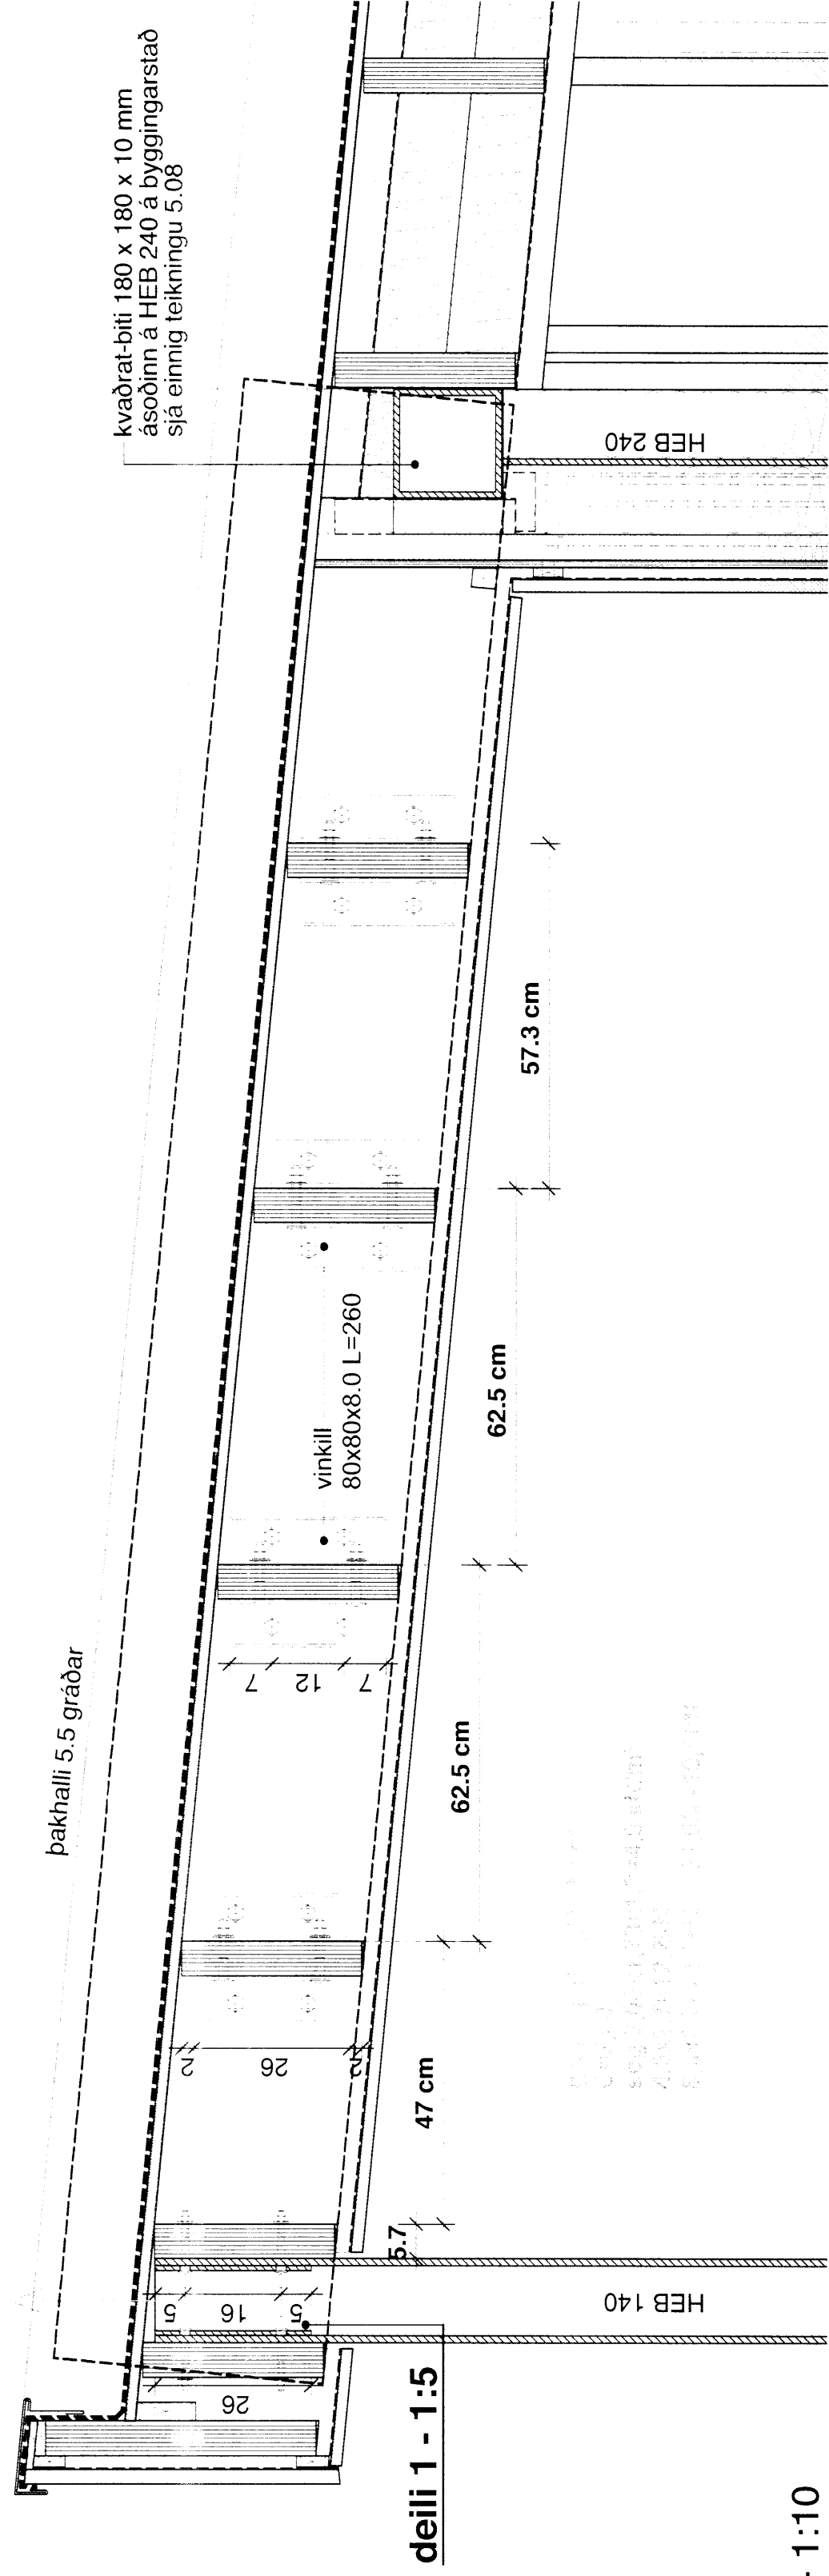 kvaðrat-biti 180 x 180 x 10 mm
ásoðinn á HEB 240 á byggingarstað
sjá einnig teikningu 5.08
þakhalli 5.5 gráðar
HEB 240
57.3 cm
62.5 cm
vinkill
80x80x8.0 L=260
7
12
7
62.5 cm
2
26
2
47 cm
5.7
5
16
5
HEB 140
26
deili 1 - 1:5
1:10